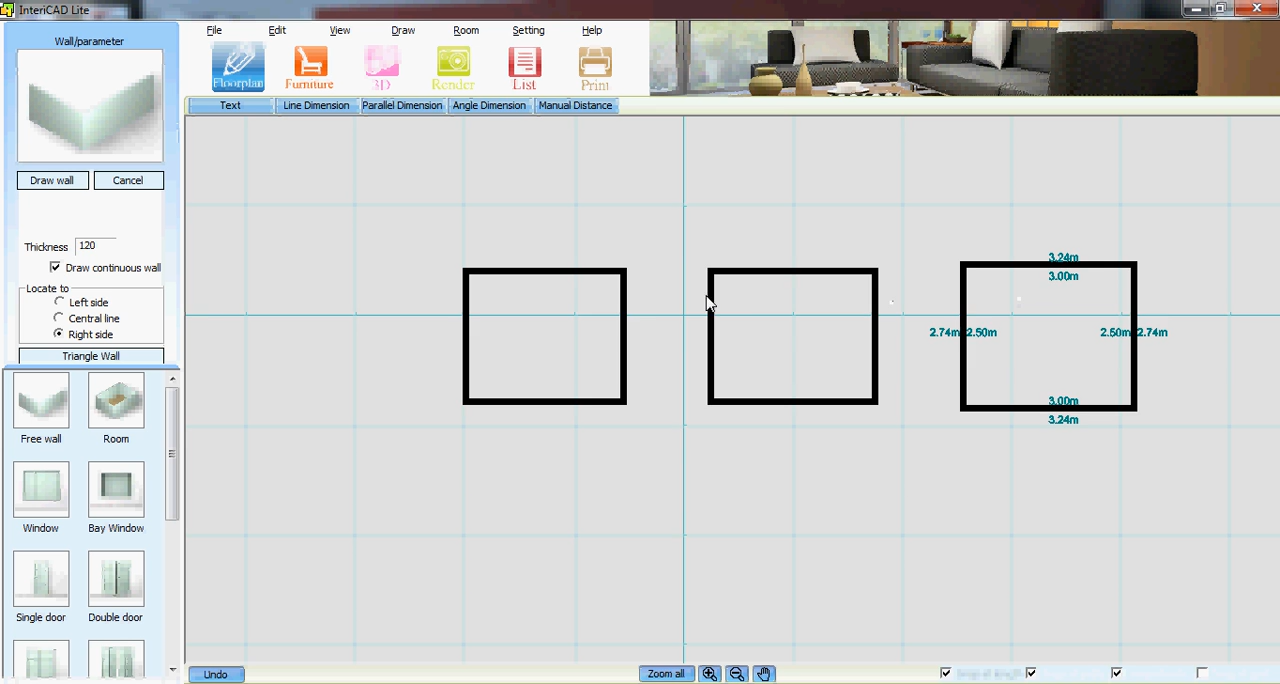 InteriCAD Lite
File Edit View Draw Room Setting Help
Floorplan Furniture 3D Render List Print
Text Line Dimension Parallel Dimension Angle Dimension Manual Distance
Wall/parameter
Draw wall Cancel
Thickness 120
Draw continuous wall
Locate to
Left side
Central line
Right side
Triangle Wall
Free wall Room
Window Bay Window
Single door Double door
3.24m
3.00m
2.74m 2.50m 2.50m 2.74m
3.00m
3.24m
Undo Zoom all